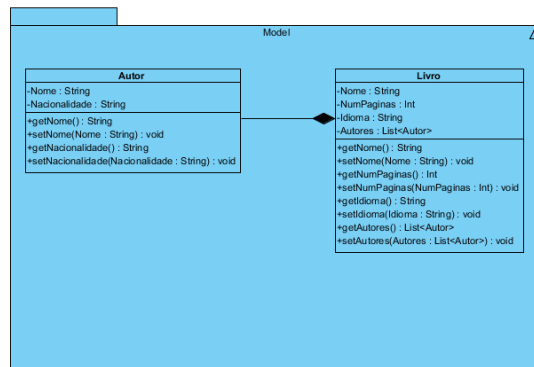 Model
Autor
-Nome : String
-Nacionalidade : String
+getNome() : String
+setNome(Nome : String) : void
+getNacionalidade() : String
+setNacionalidade(Nacionalidade : String) : void
Livro
-Nome : String
-NumPaginas : Int
-Idioma : String
-Autores : List<Autor>
+getNome() : String
+setNome(Nome : String) : void
+getNumPaginas() : Int
+setNumPaginas(NumPaginas : Int) : void
+getIdioma() : String
+setIdioma(Idioma : String) : void
+getAutores() : List<Autor>
+setAutores(Autores : List<Autor>) : void